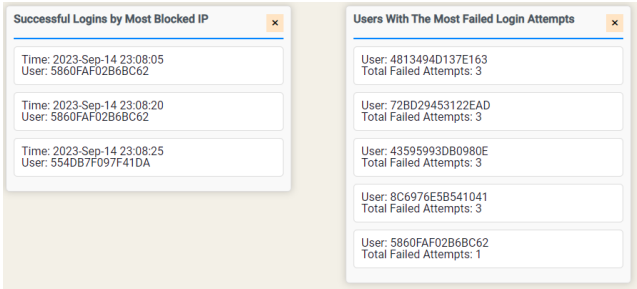 Successful Logins by Most Blocked IP
×
Time: 2023-Sep-14 23:08:05
User: 5860FAF02B6BC62
Time: 2023-Sep-14 23:08:20
User: 5860FAF02B6BC62
Time: 2023-Sep-14 23:08:25
User: 554DB7F097F41DA
Users With The Most Failed Login Attempts
×
User: 4813494D137E163
Total Failed Attempts: 3
User: 72BD29453122EAD
Total Failed Attempts: 3
User: 43595993DB0980E
Total Failed Attempts: 3
User: 8C6976E5B541041
Total Failed Attempts: 3
User: 5860FAF02B6BC62
Total Failed Attempts: 1